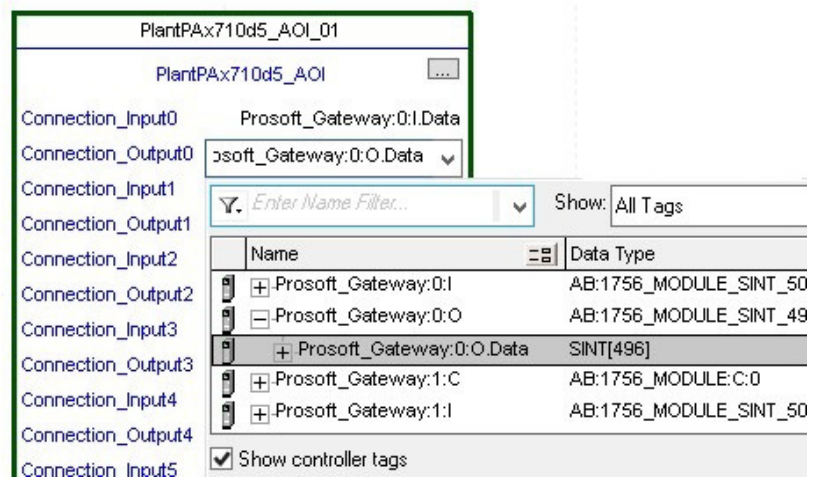 PlantPAx710d5_AOI_01
PlantPAx710d5_AOI ...
Connection_Input0 Prosoft_Gateway:0:I.Data
Connection_Output0 osoft_Gateway:0:O.Data
Connection_Input1
Connection_Output1
Connection_Input2
Connection_Output2
Connection_Input3
Connection_Output3
Connection_Input4
Connection_Output4
Connection_Input5
Enter Name Filter... Show: All Tags
Name Data Type
Prosoft_Gateway:0:I AB:1756_MODULE_SINT_50
Prosoft_Gateway:0:O AB:1756_MODULE_SINT_49
Prosoft_Gateway:0:O.Data SINT[496]
Prosoft_Gateway:1:C AB:1756_MODULE:C:0
Prosoft_Gateway:1:I AB:1756_MODULE_SINT_50
Show controller tags